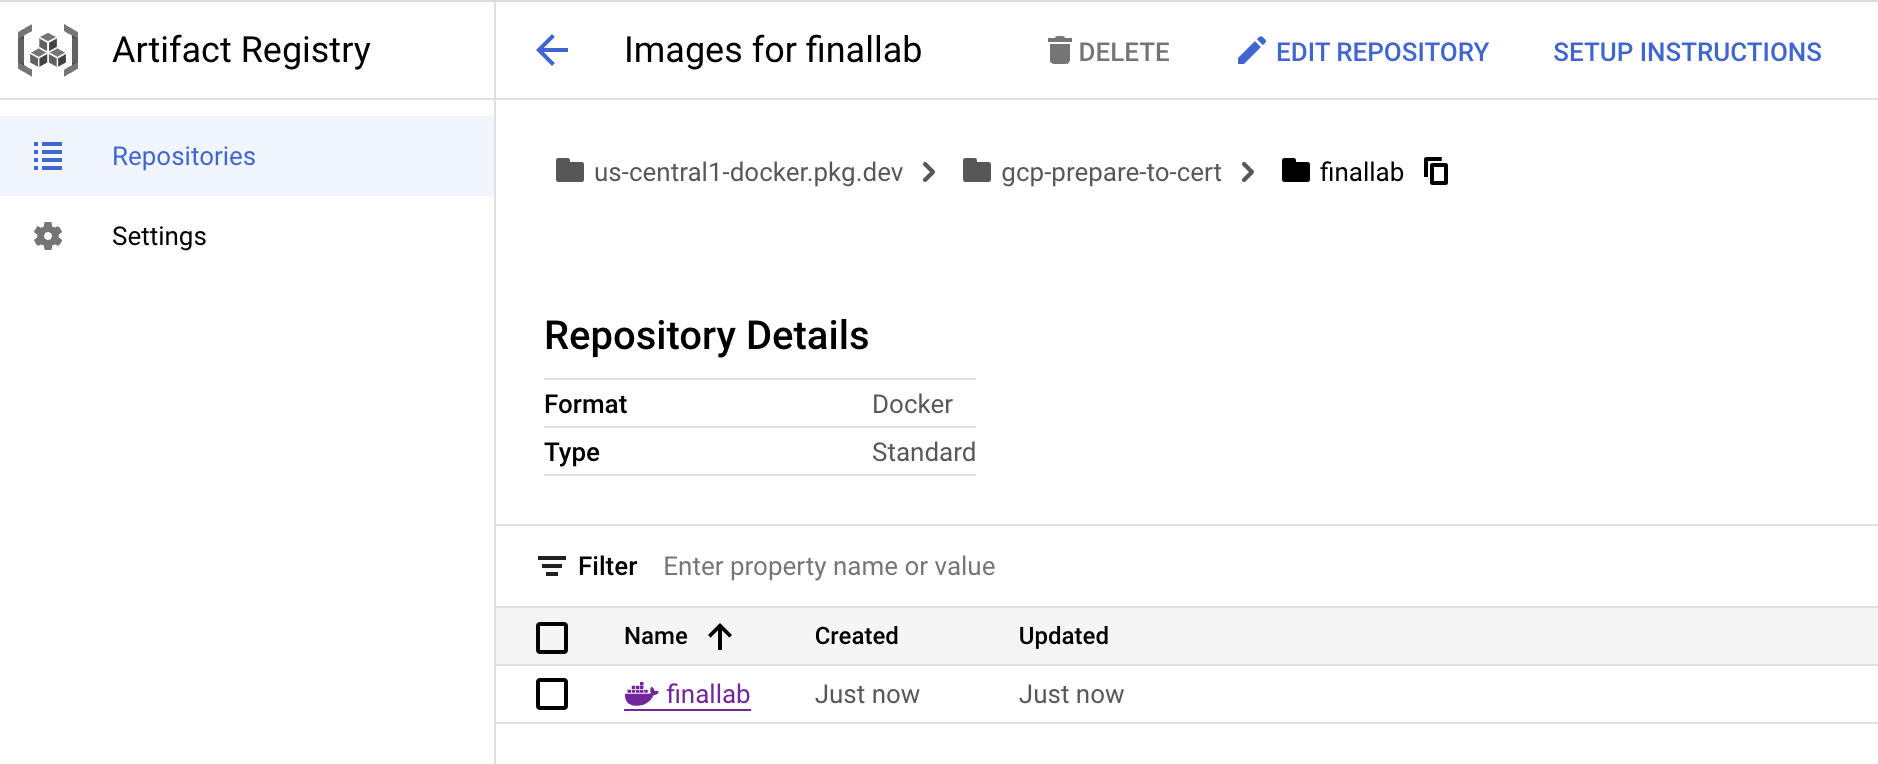 Artifact Registry
Images for finallab
DELETE
EDIT REPOSITORY
SETUP INSTRUCTIONS
Repositories
Settings
us-central1-docker.pkg.dev
gcp-prepare-to-cert
finallab
Repository Details
Format Docker
Type Standard
Filter Enter property name or value
Name Created Updated
finallab Just now Just now